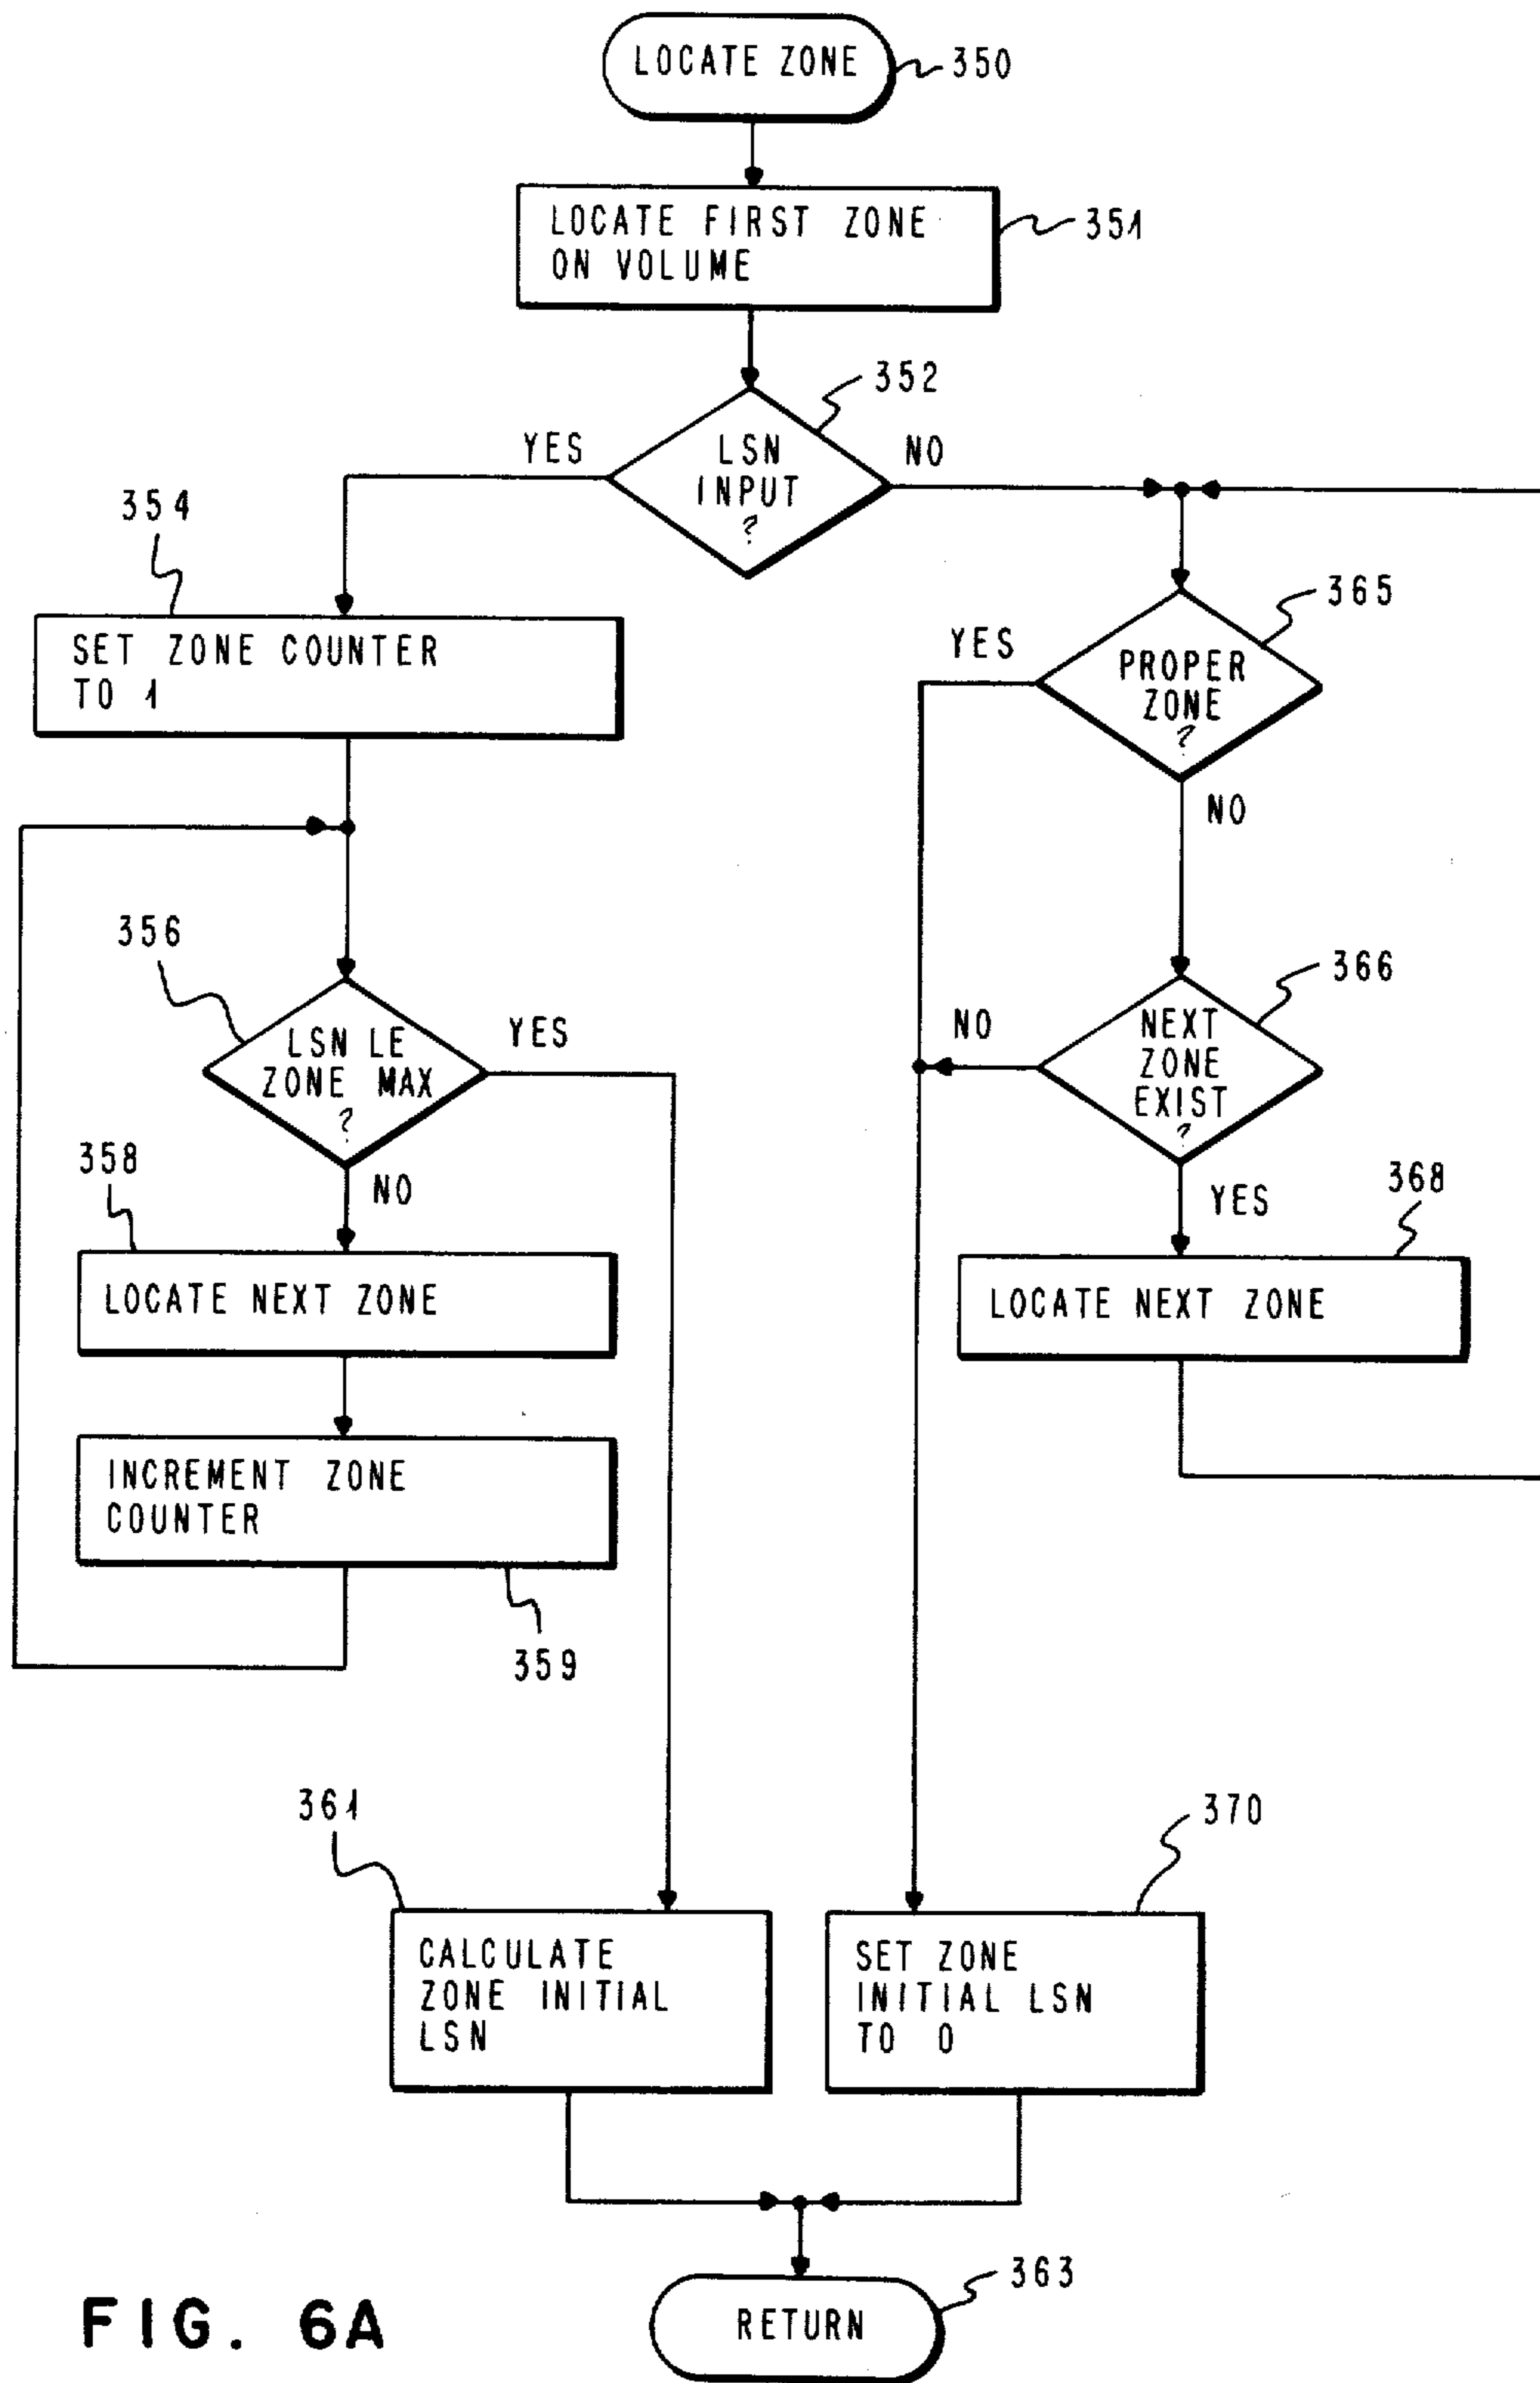 LOCATE ZONE
350
LOCATE FIRST ZONE
ON VOLUME
351
352
LSN
INPUT
?
YES
NO
354
SET ZONE COUNTER
TO 1
365
PROPER
ZONE
?
YES
NO
356
LSN LE
ZONE MAX
?
YES
NO
366
NEXT
ZONE
EXIST
?
NO
YES
358
LOCATE NEXT ZONE
368
LOCATE NEXT ZONE
INCREMENT ZONE
COUNTER
359
361
CALCULATE
ZONE INITIAL
LSN
370
SET ZONE
INITIAL LSN
TO 0
363
RETURN
FIG. 6A